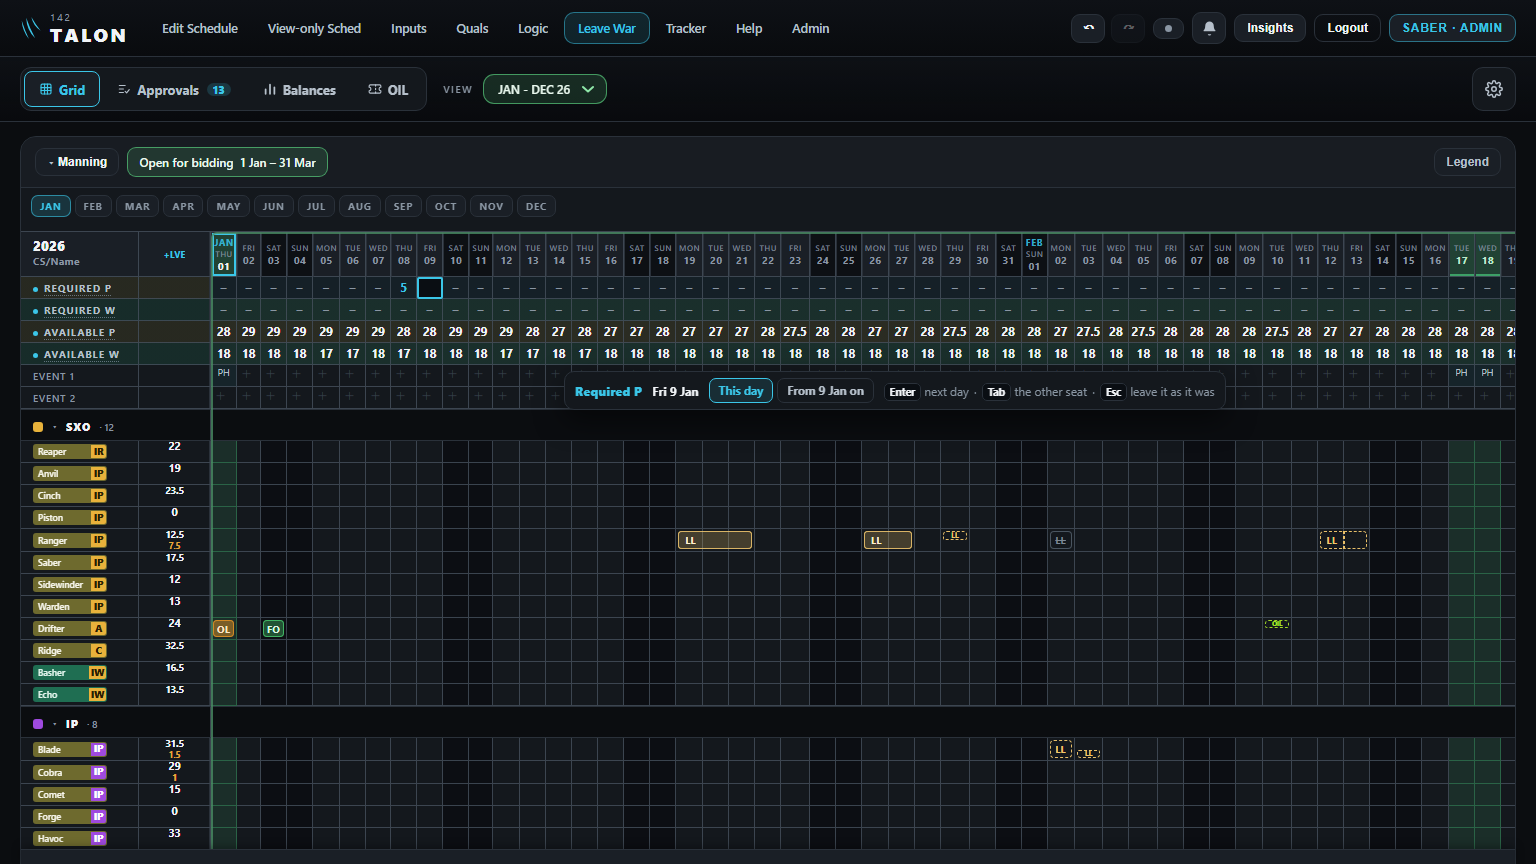 142
TALON
Edit Schedule View-only Sched Inputs Quals Logic Leave War Tracker Help Admin
Insights Logout SABER · ADMIN
Grid Approvals 13 Balances OIL VIEW JAN - DEC 26
Manning Open for bidding 1 Jan – 31 Mar Legend
JAN FEB MAR APR MAY JUN JUL AUG SEP OCT NOV DEC
2026
CS/Name
+LVE
JAN FEB
THU FRI SAT SUN MON TUE WED THU FRI SAT SUN MON TUE WED THU FRI SAT SUN MON TUE WED THU FRI SAT SUN MON TUE WED THU FRI SAT SUN MON TUE WED THU FRI SAT SUN MON TUE WED THU FRI SAT SUN MON TUE WED
01 02 03 04 05 06 07 08 09 10 11 12 13 14 15 16 17 18 19 20 21 22 23 24 25 26 27 28 29 30 31 01 02 03 04 05 06 07 08 09 10 11 12 13 14 15 16 17 18
REQUIRED P – – – – – – – 5 – – – – – – – – – – – – – – – – – – – – – – – – – – – – – – – – – – – – – – – – –
REQUIRED W – – – – – – – – – – – – – – – – – – – – – – – – – – – – – – – – – – – – – – – – – – – – – – – – – –
AVAILABLE P 28 29 29 29 29 29 29 28 28 29 29 29 28 27 28 28 28 28 27 27 27 28 27.5 28 28 27 27 28 27.5 28 28 28 27 27.5 28 27.5 28 28 28 28 27.5 28 27 27 28 28 28 28 28
AVAILABLE W 18 18 18 18 17 17 18 17 18 18 18 17 17 18 17 18 18 18 18 18 18 18 18 18 18 18 18 18 18 18 18 18 18 18 18 18 18 18 18 18 18 18 18 18 18 18 18 18 18
EVENT 1 PH + + + + + + + + + + + + + + + + + PH PH
EVENT 2 + + + + + + + + + + + + + + + + + + + + +
Required P Fri 9 Jan This day From 9 Jan on Enter next day · Tab the other seat · Esc leave it as it was
· SXO · 12
Reaper IR 22
Anvil IP 19
Cinch IP 23.5
Piston IP 0
Ranger IP 12.5 LL LL LL LL LL
7.5
Saber IP 17.5
Sidewinder IP 12
Warden IP 13
Drifter A 24 OL FO OL
Ridge C 32.5
Basher IW 16.5
Echo IW 13.5
· IP · 8
Blade IP 31.5 LL LL
1.5
Cobra IP 29
1
Comet IP 15
Forge IP 0
Havoc IP 33